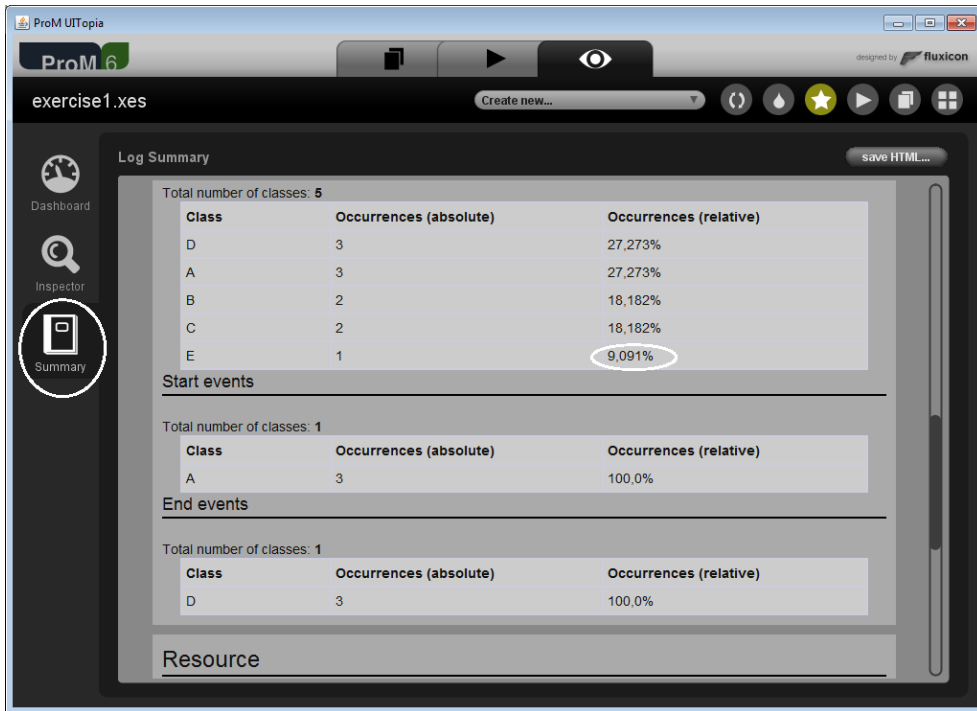 ProM UITopia
ProM 6
designed by fluxicon
exercise1.xes
Create new...
Log Summary
save HTML...
Dashboard
Inspector
Summary
Total number of classes: 5
Class Occurrences (absolute) Occurrences (relative)
D 3 27,273%
A 3 27,273%
B 2 18,182%
C 2 18,182%
E 1 9,091%
Start events
Total number of classes: 1
Class Occurrences (absolute) Occurrences (relative)
A 3 100,0%
End events
Total number of classes: 1
Class Occurrences (absolute) Occurrences (relative)
D 3 100,0%
Resource